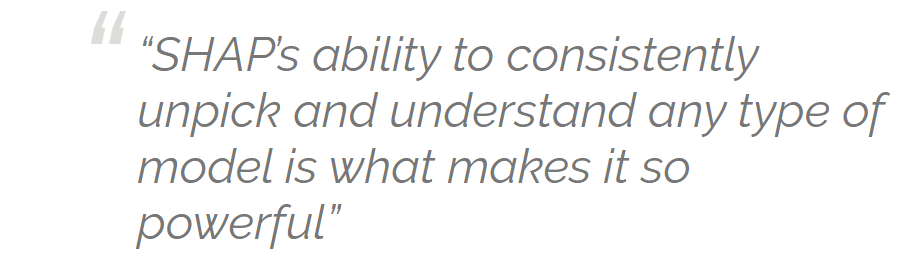 “SHAP’s ability to consistently
unpick and understand any type of
model is what makes it so
powerful”